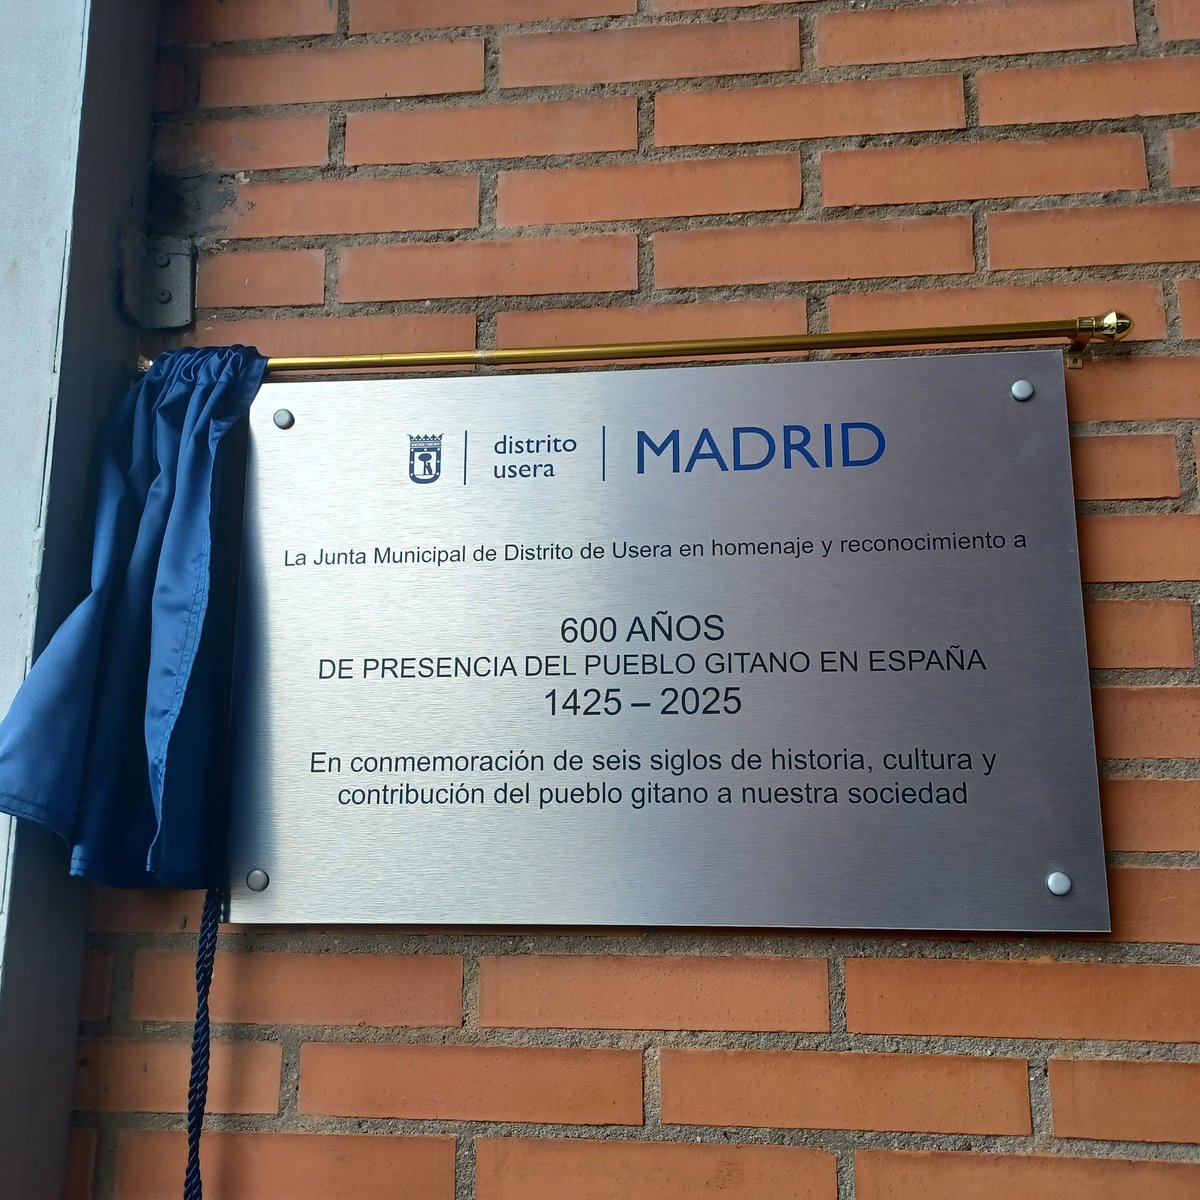 distrito
usera
MADRID
La Junta Municipal de Distrito de Usera en homenaje y reconocimiento a
600 AÑOS
DE PRESENCIA DEL PUEBLO GITANO EN ESPAÑA
1425 – 2025
En conmemoración de seis siglos de historia, cultura y
contribución del pueblo gitano a nuestra sociedad